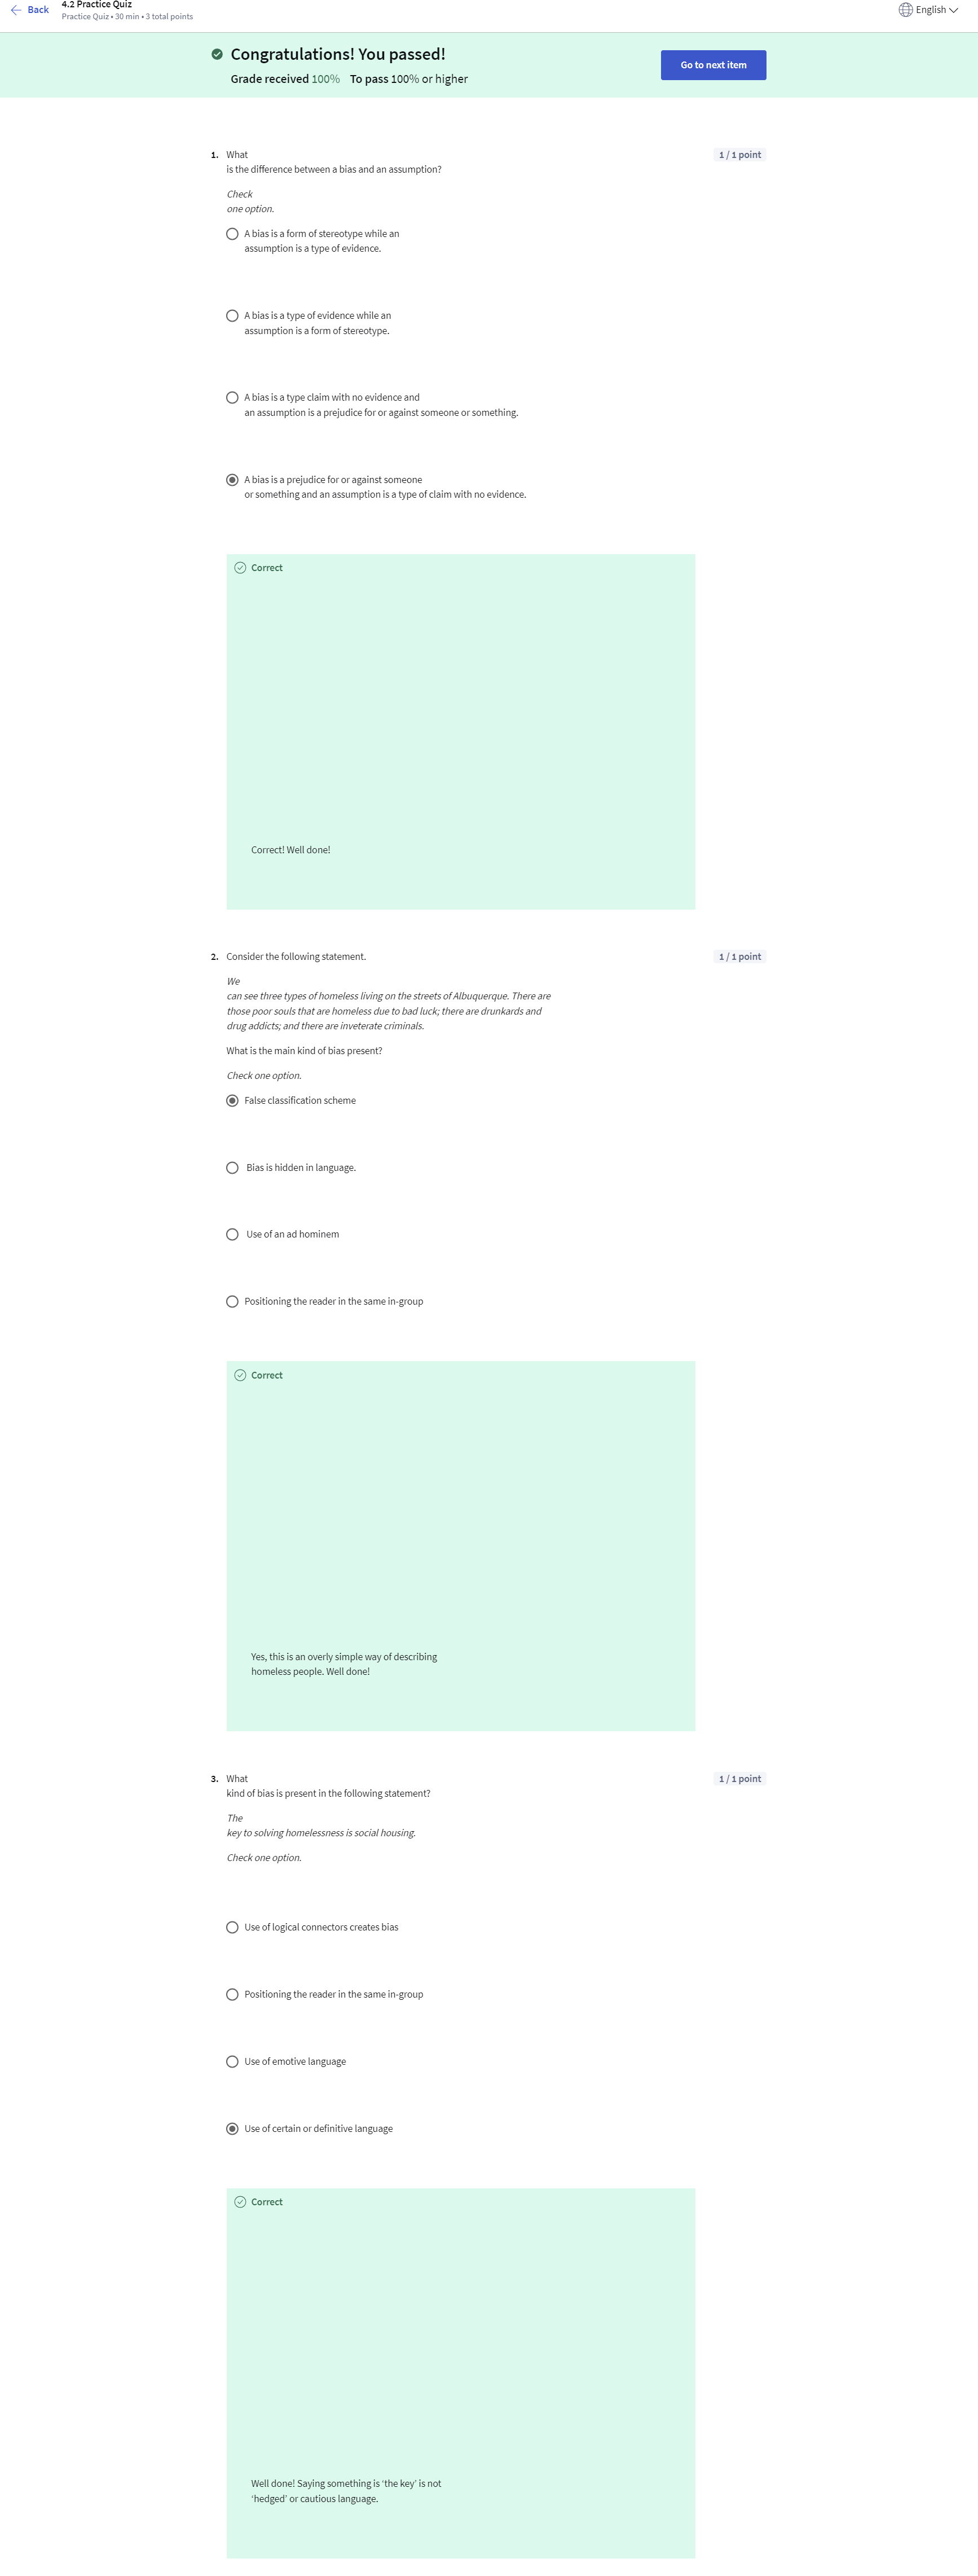 Back
4.2 Practice Quiz
Practice Quiz • 30 min • 3 total points
English
Congratulations! You passed!
Grade received 100% To pass 100% or higher
Go to next item
1. What
is the difference between a bias and an assumption?
1 / 1 point
Check
one option.
A bias is a form of stereotype while an
assumption is a type of evidence.
A bias is a type of evidence while an
assumption is a form of stereotype.
A bias is a type claim with no evidence and
an assumption is a prejudice for or against someone or something.
A bias is a prejudice for or against someone
or something and an assumption is a type of claim with no evidence.
Correct
Correct! Well done!
2. Consider the following statement.
1 / 1 point
We
can see three types of homeless living on the streets of Albuquerque. There are
those poor souls that are homeless due to bad luck; there are drunkards and
drug addicts; and there are inveterate criminals.
What is the main kind of bias present?
Check one option.
False classification scheme
Bias is hidden in language.
Use of an ad hominem
Positioning the reader in the same in-group
Correct
Yes, this is an overly simple way of describing
homeless people. Well done!
3. What
kind of bias is present in the following statement?
1 / 1 point
The
key to solving homelessness is social housing.
Check one option.
Use of logical connectors creates bias
Positioning the reader in the same in-group
Use of emotive language
Use of certain or definitive language
Correct
Well done! Saying something is ‘the key’ is not
‘hedged’ or cautious language.